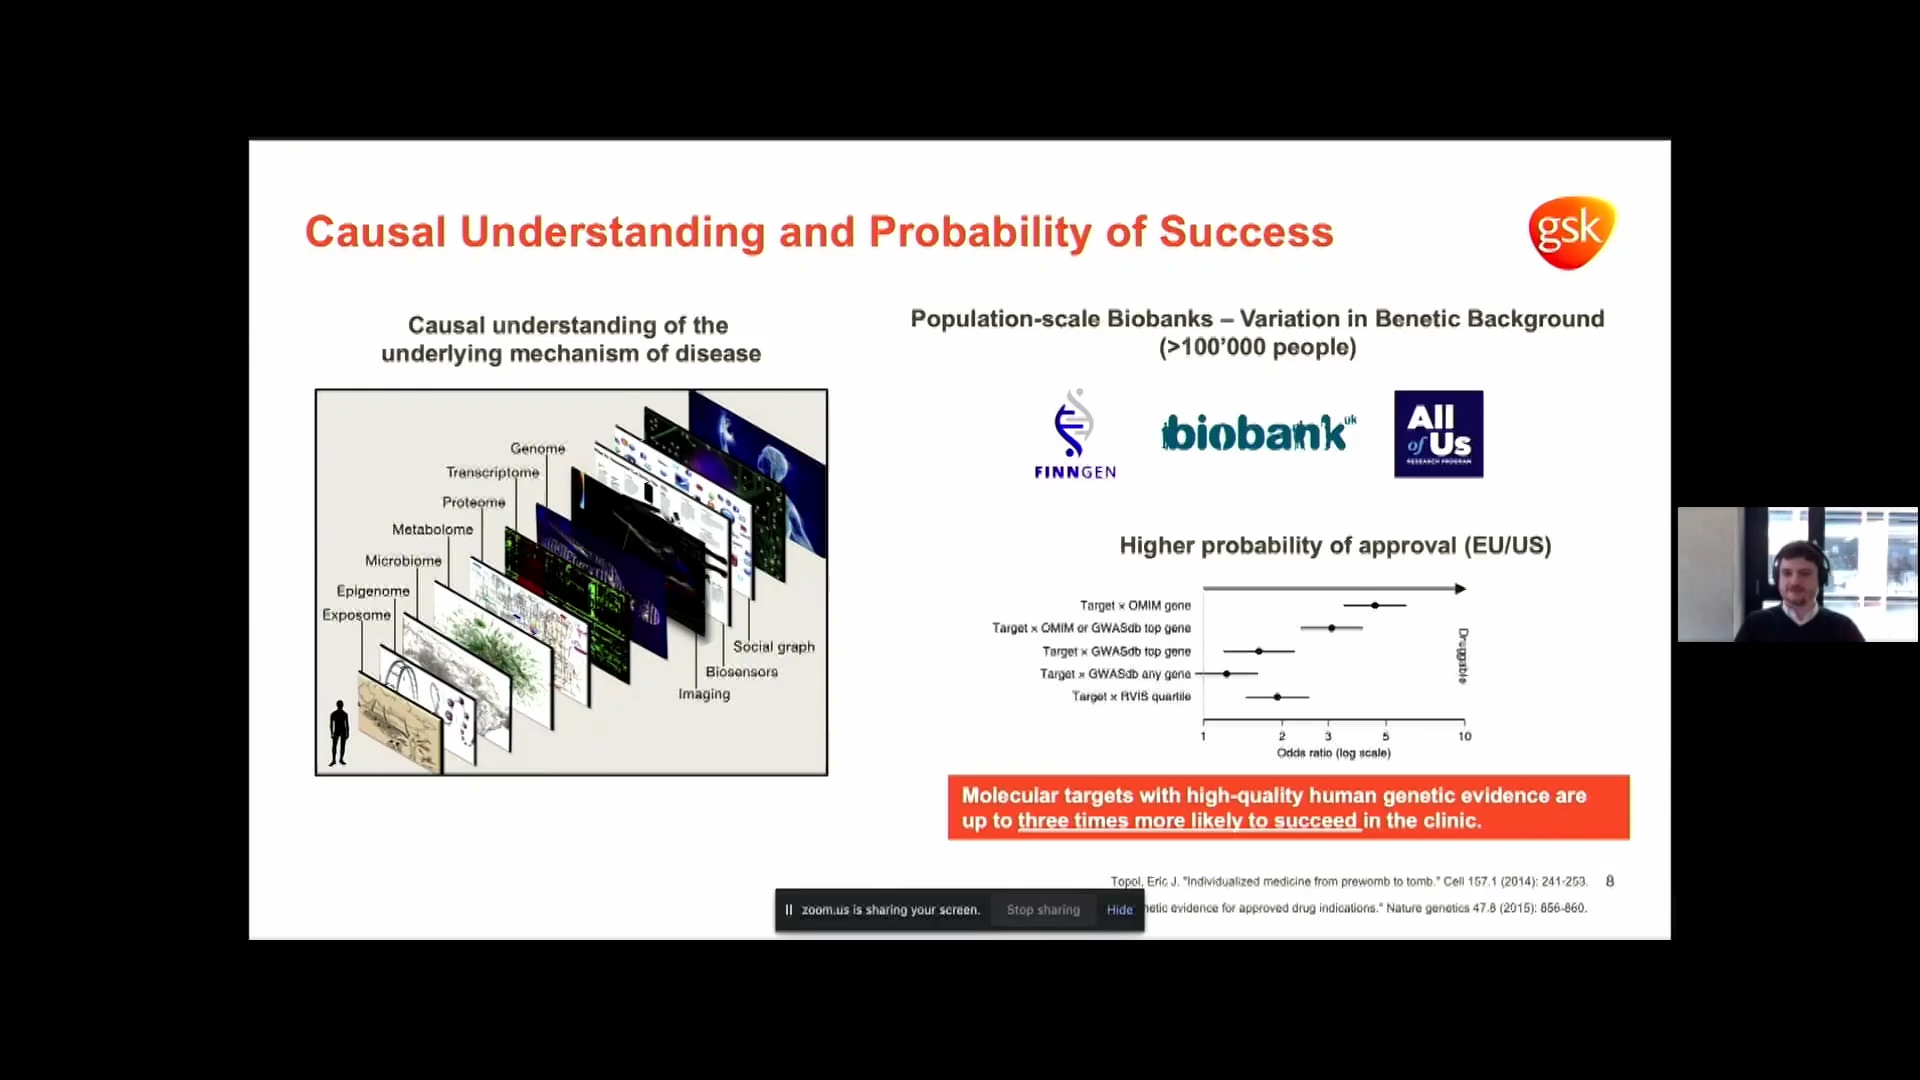 Causal Understanding and Probability of Success
gsk
Causal understanding of the
underlying mechanism of disease
Genome
Transcriptome
Proteome
Metabolome
Microbiome
Epigenome
Exposome
Social graph
Biosensors
Imaging
Population-scale Biobanks – Variation in Benetic Background
(>100’000 people)
FINNGEN
biobank uk
All
of Us
RESEARCH PROGRAM
Higher probability of approval (EU/US)
Target × OMIM gene
Target × OMIM or GWASdb top gene
Target × GWASdb top gene
Target × GWASdb any gene
Target × RVIS quartile
Druggable
1 2 3 5 10
Odds ratio (log scale)
Molecular targets with high-quality human genetic evidence are
up to three times more likely to succeed in the clinic.
Topol, Eric J. "Individualized medicine from prewomb to tomb." Cell 157.1 (2014): 241-253.
8
zoom.us is sharing your screen. Stop sharing Hide
netic evidence for approved drug indications." Nature genetics 47.8 (2015): 856-860.